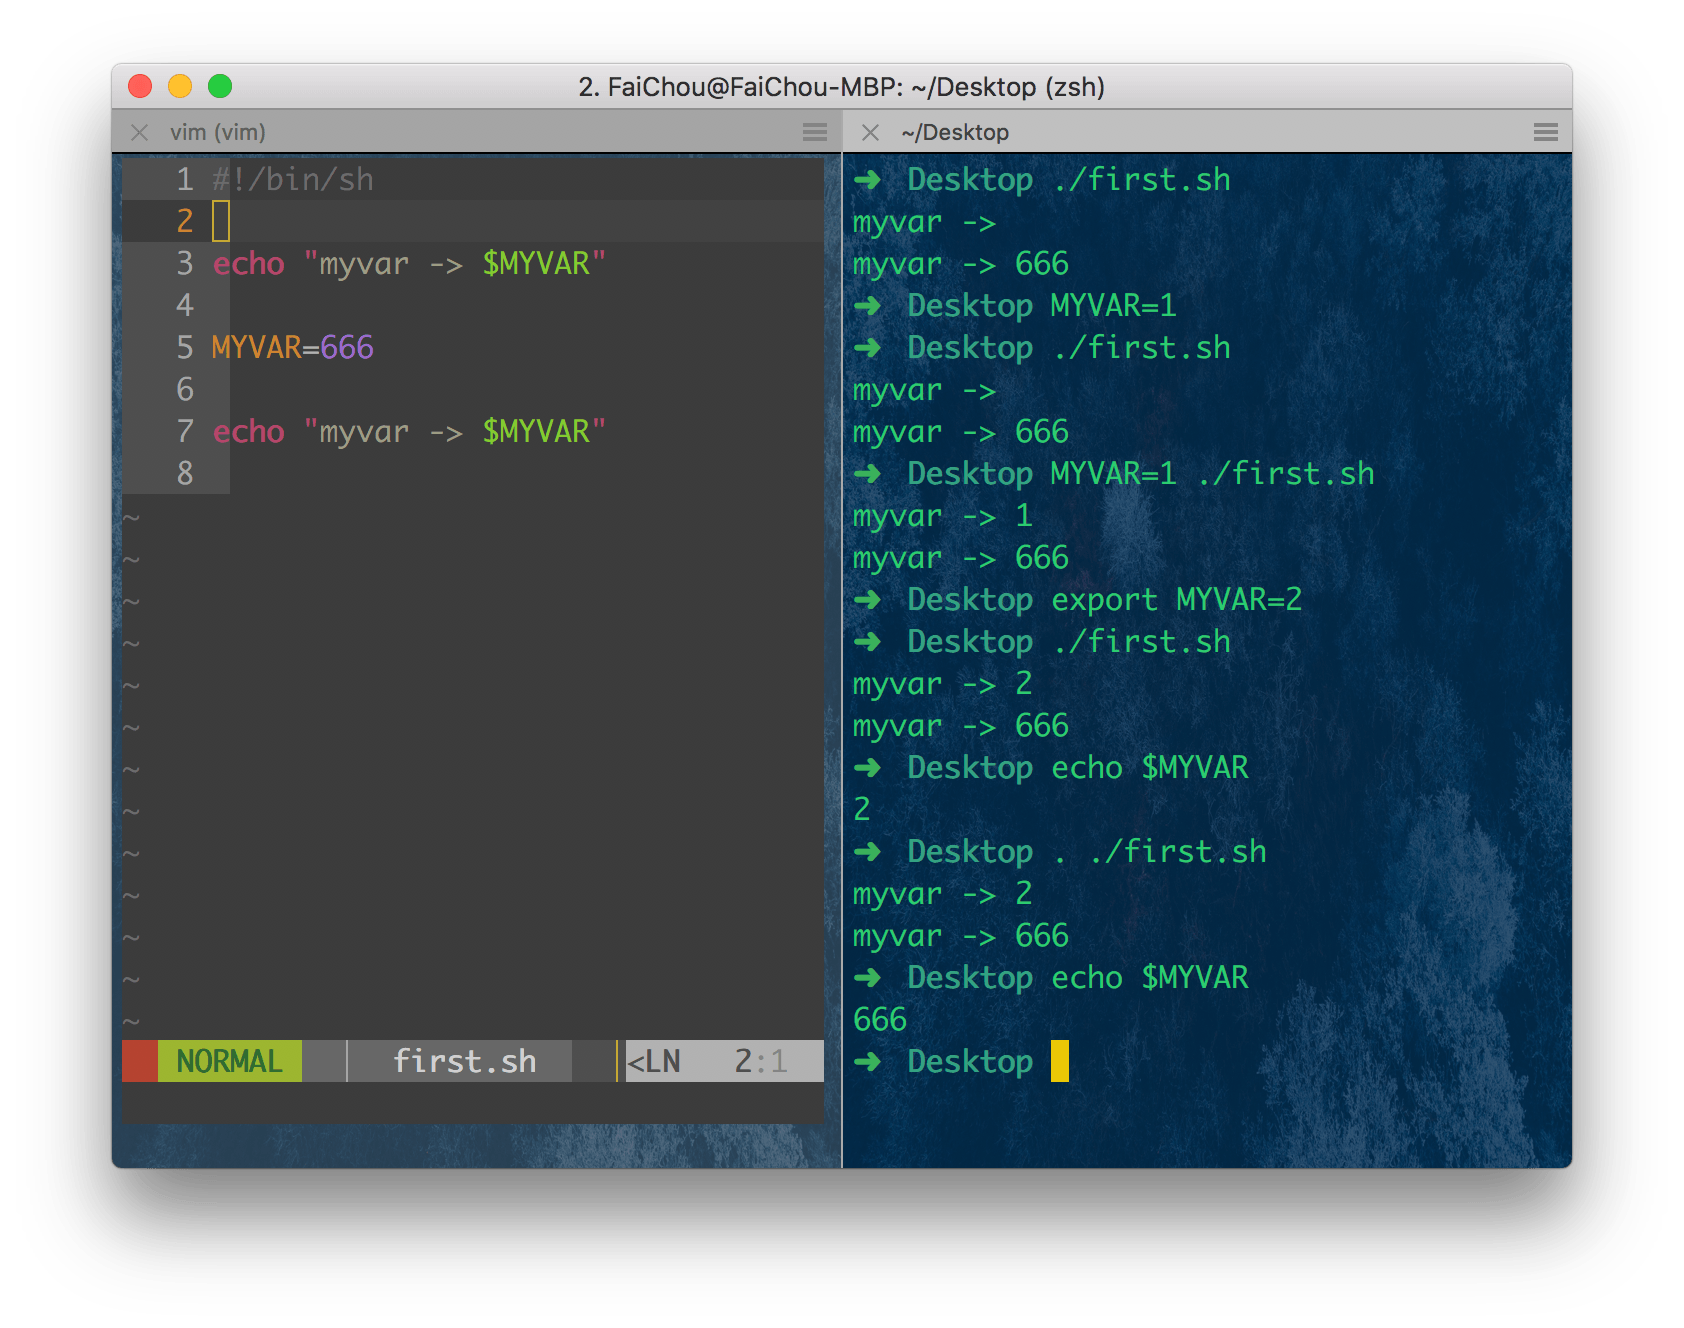 2. FaiChou@FaiChou-MBP: ~/Desktop (zsh)
vim (vim)
1 #!/bin/sh
2
3 echo "myvar -> $MYVAR"
4
5 MYVAR=666
6
7 echo "myvar -> $MYVAR"
8
~
~
~
~
~
~
~
~
~
~
~
~
~
NORMAL first.sh <LN 2:1
~/Desktop
➜ Desktop ./first.sh
myvar ->
myvar -> 666
➜ Desktop MYVAR=1
➜ Desktop ./first.sh
myvar ->
myvar -> 666
➜ Desktop MYVAR=1 ./first.sh
myvar -> 1
myvar -> 666
➜ Desktop export MYVAR=2
➜ Desktop ./first.sh
myvar -> 2
myvar -> 666
➜ Desktop echo $MYVAR
2
➜ Desktop . ./first.sh
myvar -> 2
myvar -> 666
➜ Desktop echo $MYVAR
666
➜ Desktop